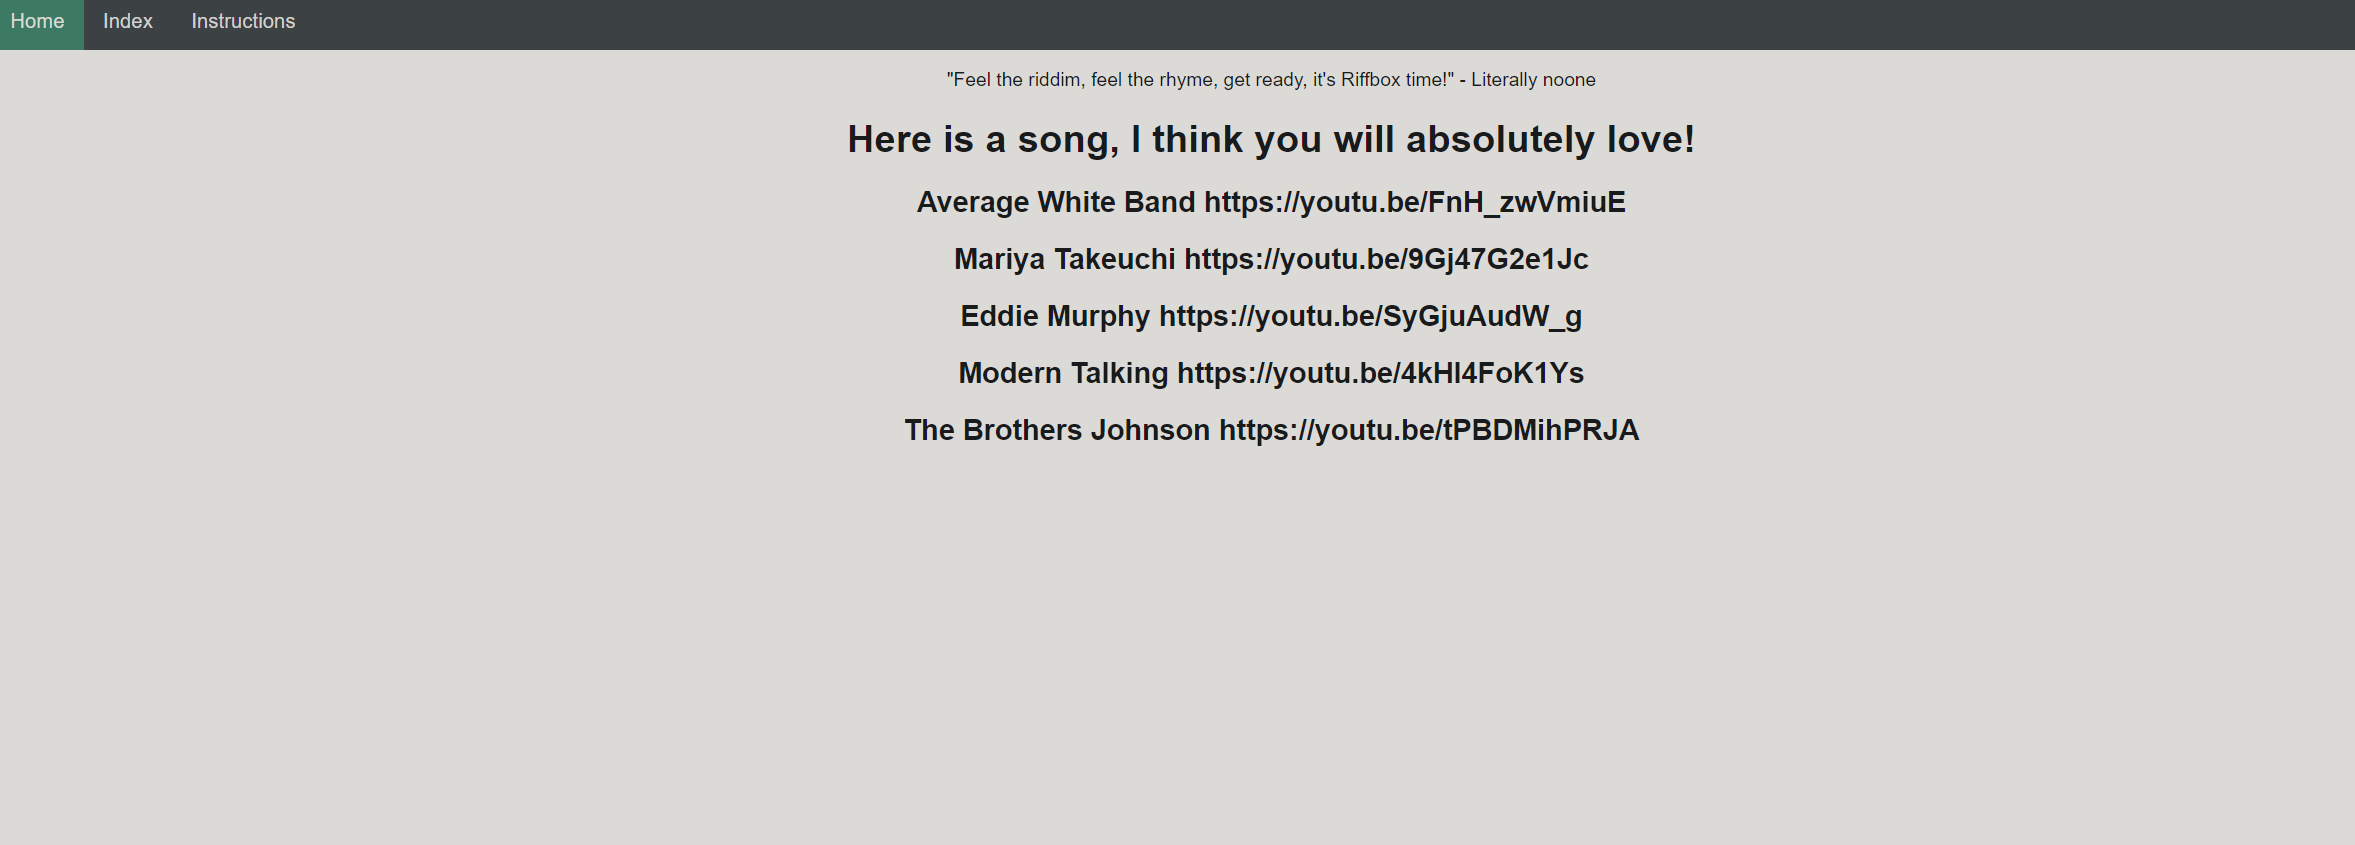 Home Index Instructions
"Feel the riddim, feel the rhyme, get ready, it's Riffbox time!" - Literally noone
Here is a song, I think you will absolutely love!
Average White Band https://youtu.be/FnH_zwVmiuE
Mariya Takeuchi https://youtu.be/9Gj47G2e1Jc
Eddie Murphy https://youtu.be/SyGjuAudW_g
Modern Talking https://youtu.be/4kHl4FoK1Ys
The Brothers Johnson https://youtu.be/tPBDMihPRJA